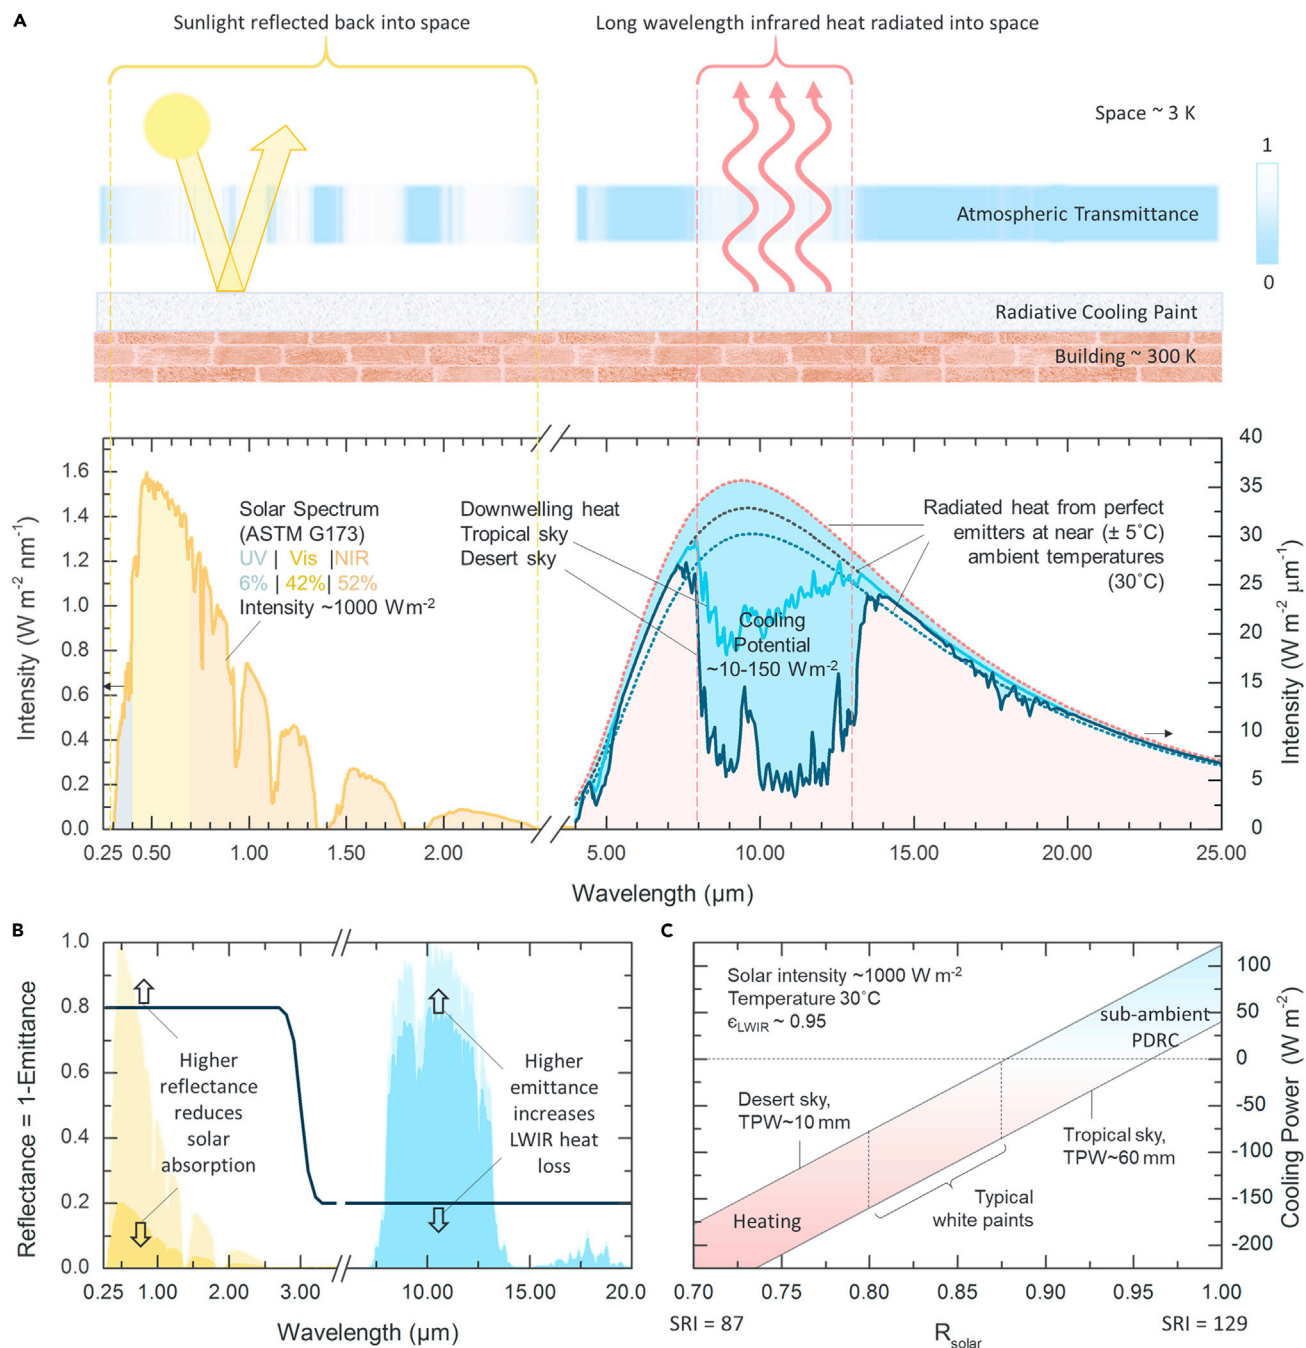 A
Sunlight reflected back into space
Long wavelength infrared heat radiated into space
Space ~ 3 K
1
Atmospheric Transmittance
0
Radiative Cooling Paint
Building ~ 300 K
Intensity (W m-2 nm-1)
1.6
1.4
1.2
1.0
0.8
0.6
0.4
0.2
0.0
Solar Spectrum
(ASTM G173)
UV | Vis |NIR
6% | 42%| 52%
Intensity ~1000 Wm-2
Downwelling heat
Tropical sky
Desert sky
Radiated heat from perfect
emitters at near (± 5˚C)
ambient temperatures
(30˚C)
Cooling
Potential
~10-150 Wm-2
40
35
30
25
20
15
10
5
0
Intensity (W m-2 μm-1)
0.25 0.50 1.00 1.50 2.00 5.00 10.00 15.00 20.00 25.00
Wavelength (μm)
B
Reflectance = 1-Emittance
1.0
0.8
0.6
0.4
0.2
0.0
Higher
reflectance
reduces
solar
absorption
Higher
emittance
increases
LWIR heat
loss
0.25 1.00 2.00 3.00 10.00 15.00 20.0
Wavelength (μm)
C
Solar intensity ~1000 W m-2
Temperature 30˚C
ϵLWIR ~ 0.95
sub-ambient
PDRC
Desert sky,
TPW~10 mm
Tropical sky,
TPW~60 mm
Typical
white paints
Heating
100
50
0
-50
-100
-150
-200
Cooling Power (W m-2)
0.70 0.75 0.80 0.85 0.90 0.95 1.00
SRI = 87
Rsolar
SRI = 129